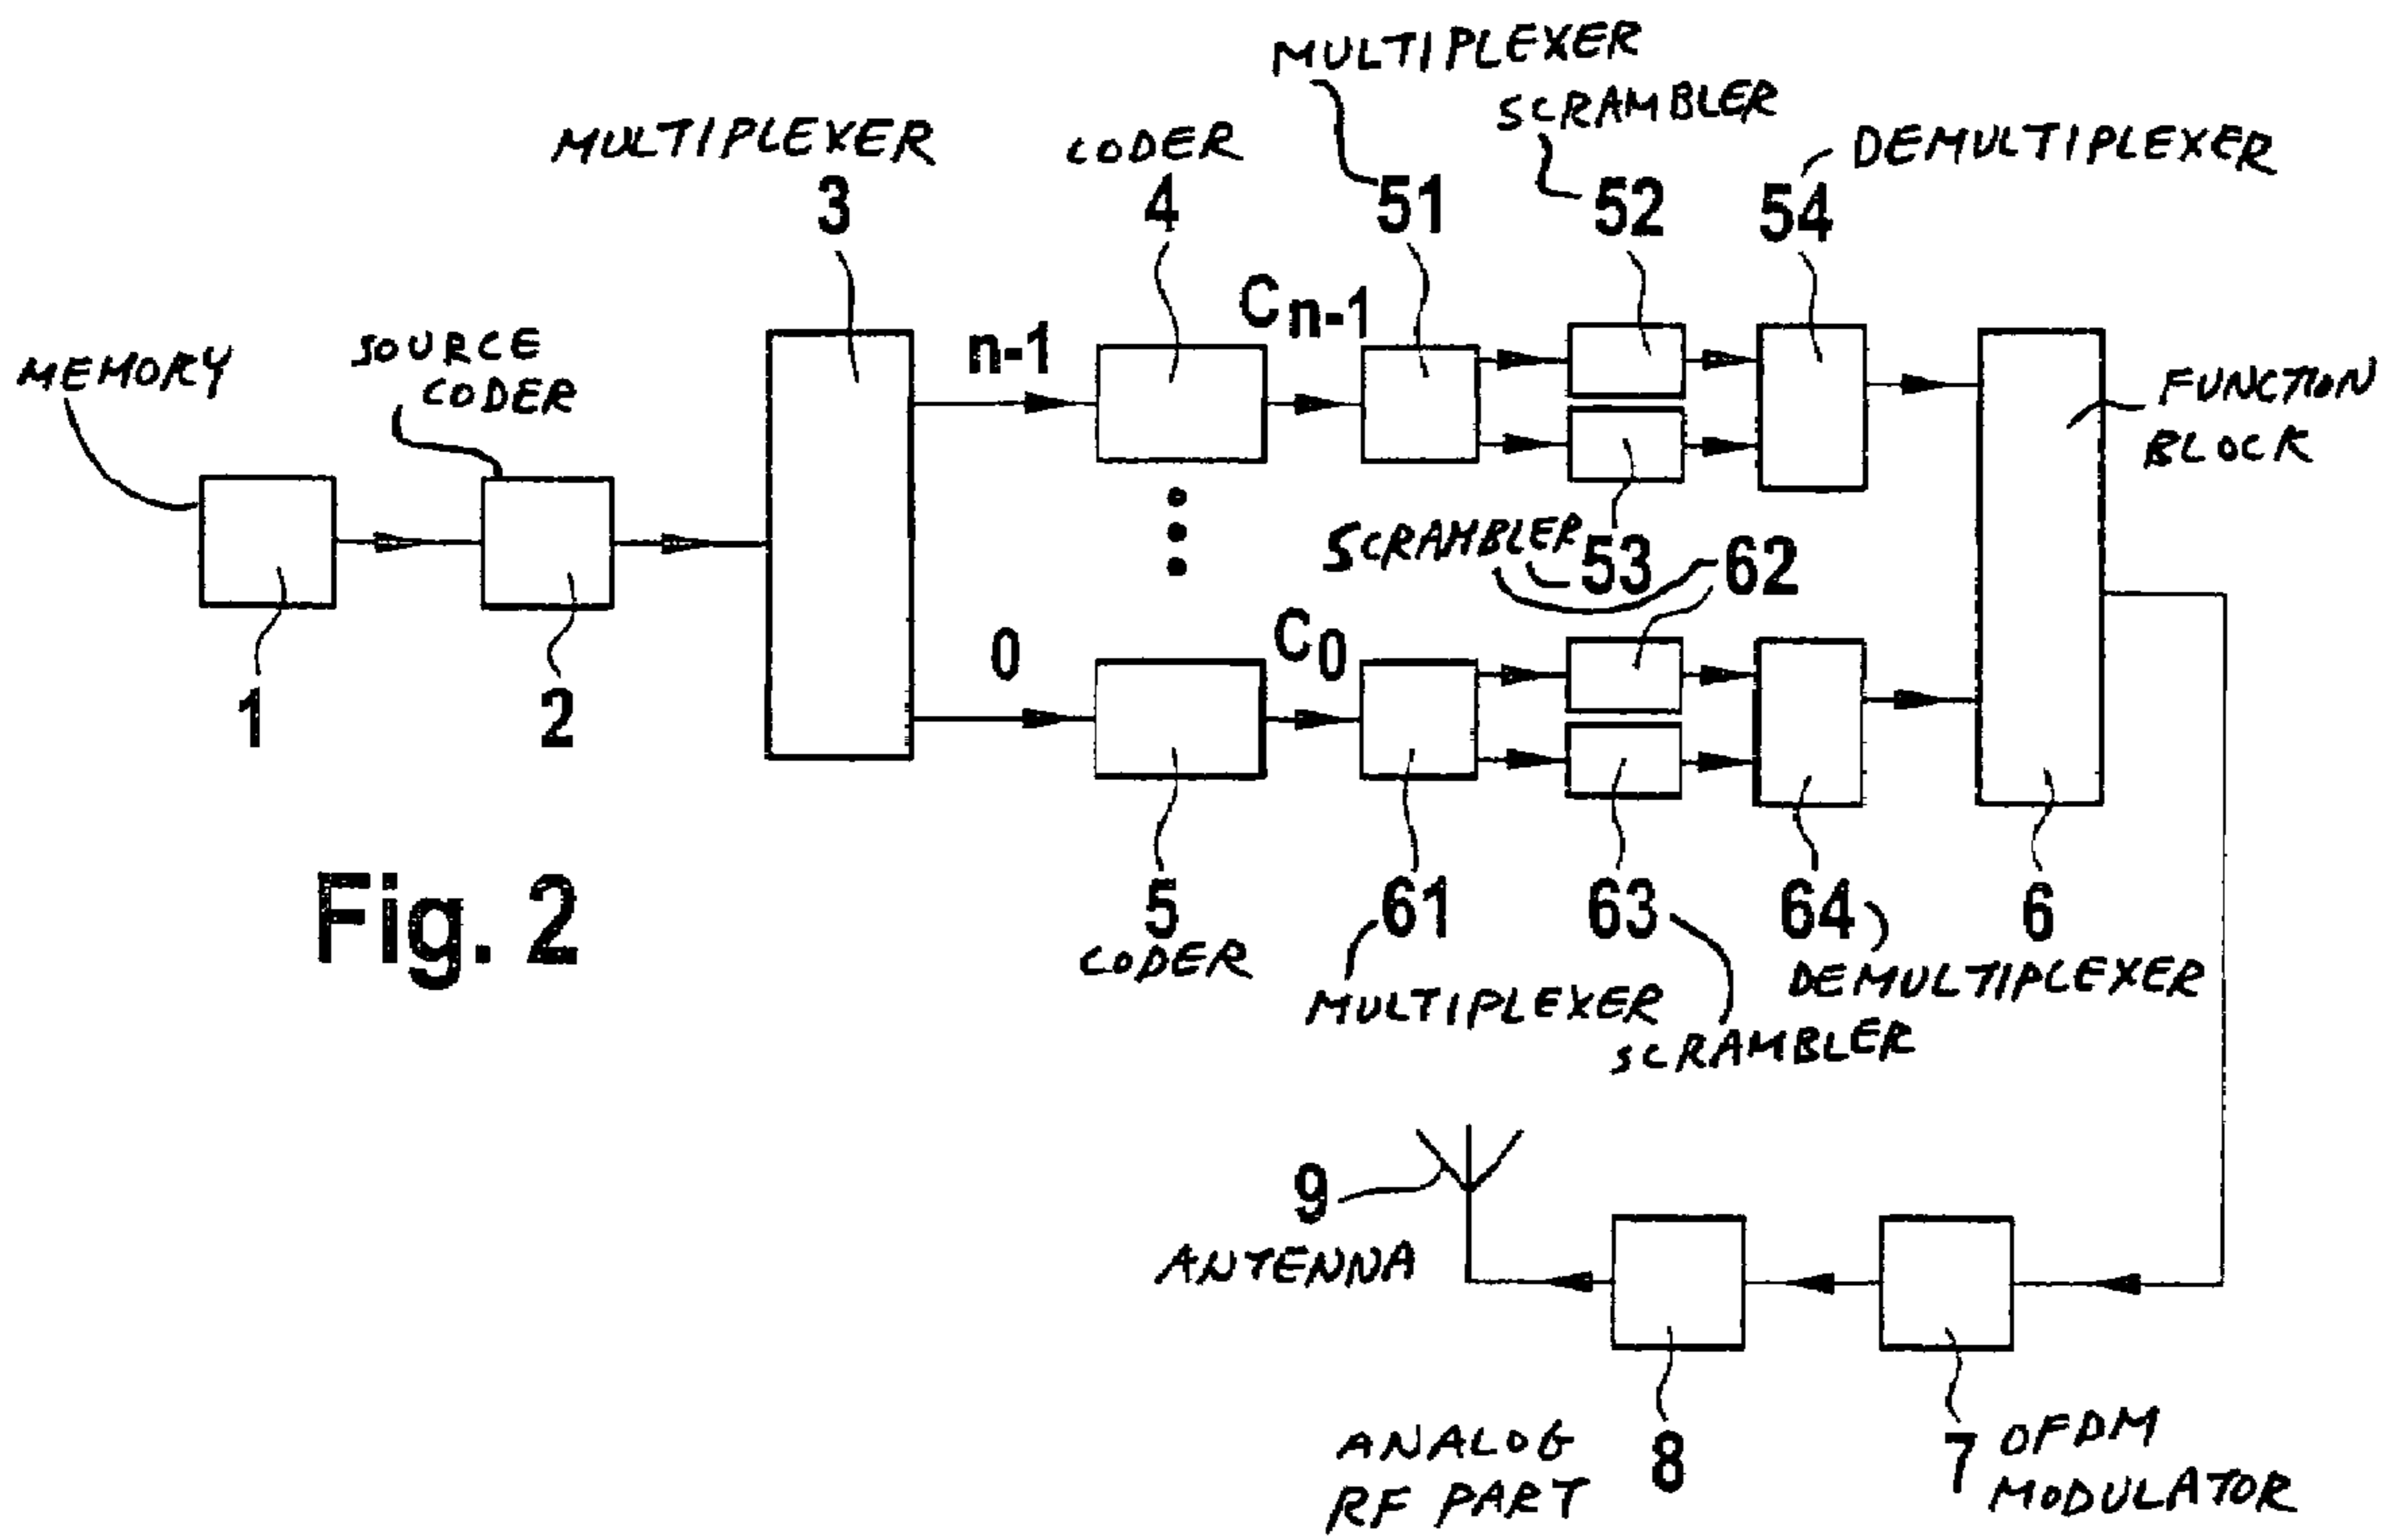 MULTIPLEXER
SCRAMBLER
MULTIPLEXER
CODER
DEMULTIPLEXER
3
4
51
52
54
Cn-1
n-1
MEMORY
SOURCE
CODER
FUNCTION
BLOCK
SCRAMBLER
53
62
0
C0
1
2
Fig. 2
5
61
63
64
6
CODER
MULTIPLEXER
DEMULTIPLEXER
SCRAMBLER
9
ANTENNA
ANALOG
RF PART
8
7
OFDM
MODULATOR